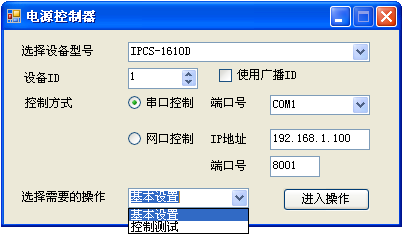 电源控制器
选择设备型号 IPCS-1610D
设备ID 1 使用广播ID
控制方式 串口控制 端口号 COM1
网口控制 IP地址 192.168.1.100
端口号 8001
选择需要的操作 基本设置 进入操作
基本设置
控制测试